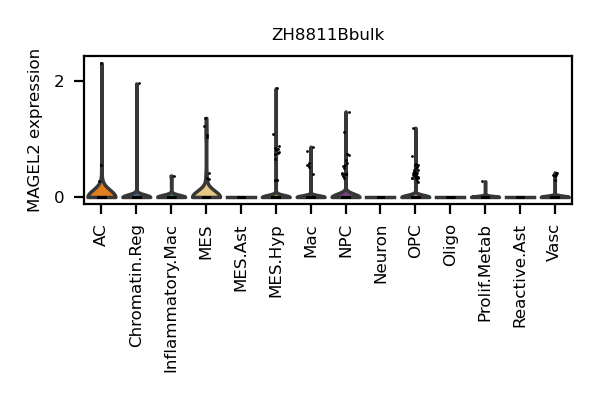 ZH8811Bbulk
MAGEL2 expression
2
0
AC
Chromatin.Reg
Inflammatory.Mac
MES
MES.Ast
MES.Hyp
Mac
NPC
Neuron
OPC
Oligo
Prolif.Metab
Reactive.Ast
Vasc